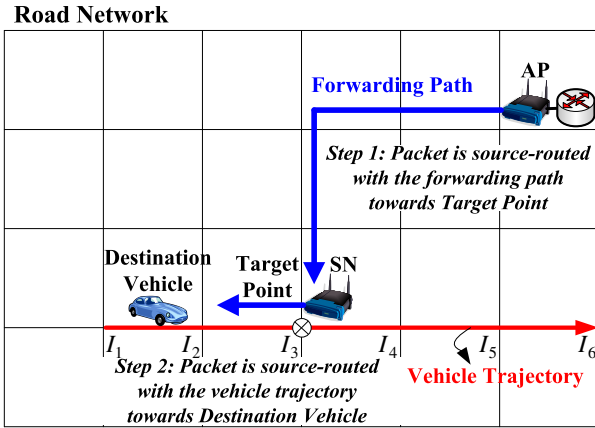 Road Network
AP
Forwarding Path
Step 1: Packet is source-routed
with the forwarding path
towards Target Point
Destination
Vehicle
Target
Point
SN
I1
I2
I3
I4
I5
I6
Step 2: Packet is source-routed
with the vehicle trajectory
towards Destination Vehicle
Vehicle Trajectory